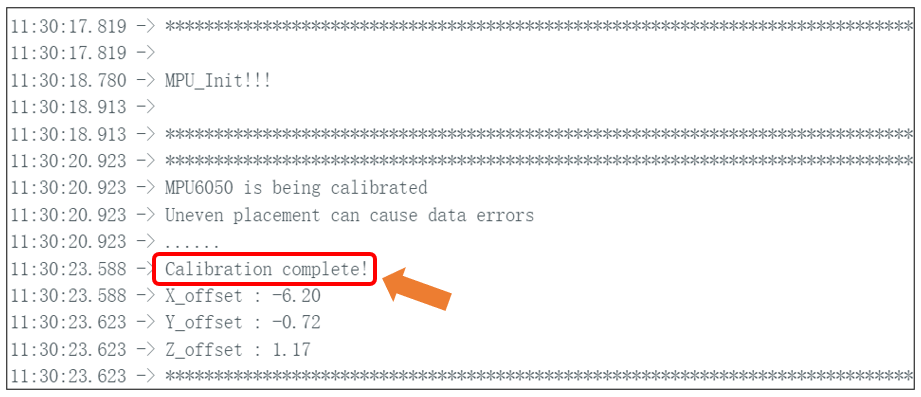 11:30:17.819 -> *****************************************************************************
11:30:17.819 ->
11:30:18.780 -> MPU_Init!!!
11:30:18.913 ->
11:30:18.913 -> *****************************************************************************
11:30:20.923 -> *****************************************************************************
11:30:20.923 -> MPU6050 is being calibrated
11:30:20.923 -> Uneven placement can cause data errors
11:30:20.923 -> ......
11:30:23.588 -> Calibration complete!
11:30:23.588 -> X_offset : -6.20
11:30:23.623 -> Y_offset : -0.72
11:30:23.623 -> Z_offset : 1.17
11:30:23.623 -> *****************************************************************************